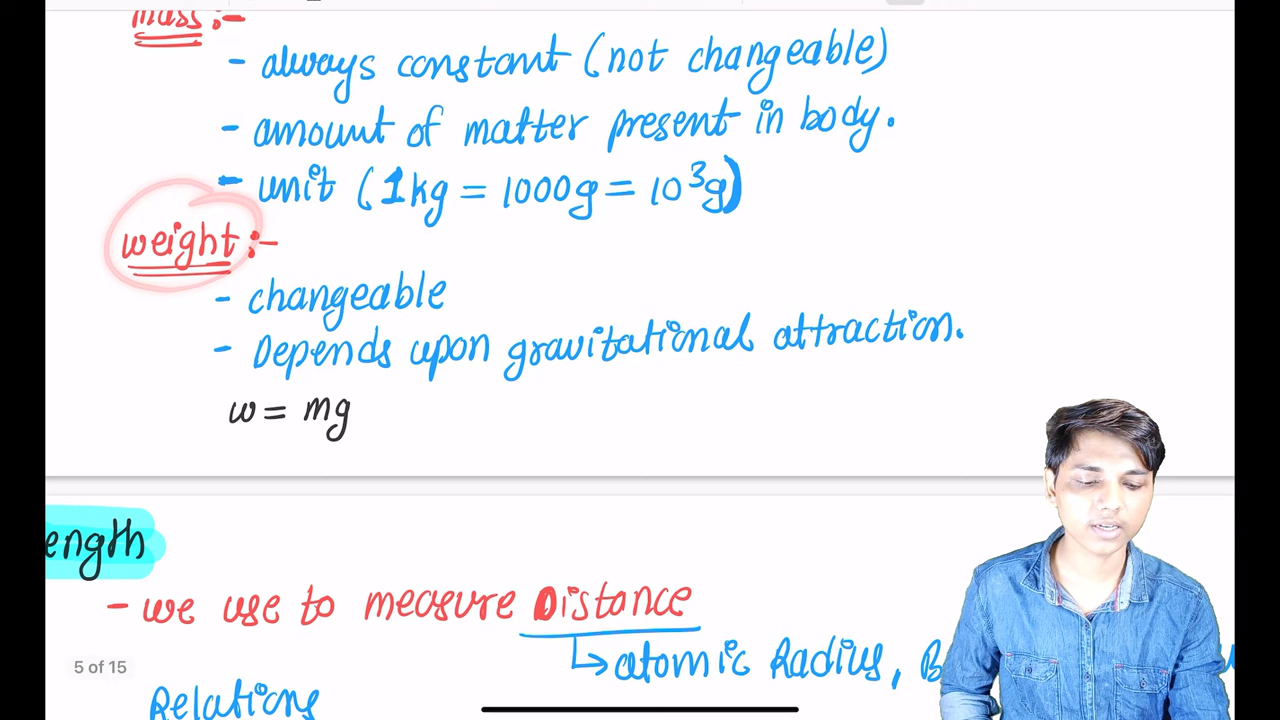 mass :-
- always constant (not changeable)
- amount of matter present in body.
- unit (1kg = 1000g = 10³g)
weight :-
- changeable
- Depends upon gravitational attraction.
w = mg
ength
- we use to measure Distance
↳ atomic Radius, B
5 of 15
Relations